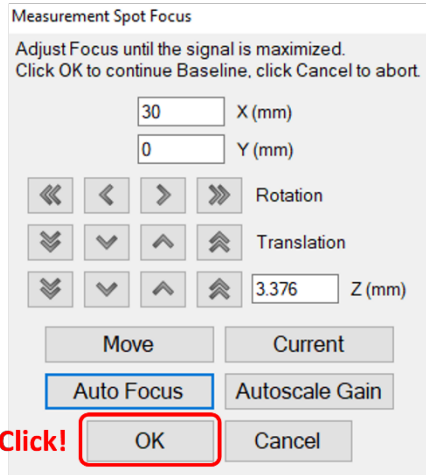 Measurement Spot Focus
Adjust Focus until the signal is maximized.
Click OK to continue Baseline, click Cancel to abort.
30 X (mm)
0 Y (mm)
Rotation
Translation
3.376 Z (mm)
Move Current
Auto Focus Autoscale Gain
Click! OK Cancel